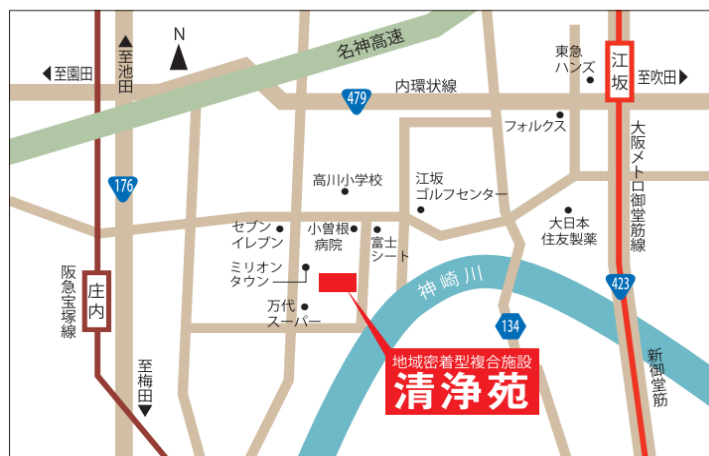 N
名神高速
東急
ハンズ
江坂
◀至園田
▲至池田
至吹田▶
内環状線
479
フォルクス
大阪メトロ御堂筋線
176
高川小学校
江坂
ゴルフセンター
セブン
イレブン
小曽根
病院
富士
シート
大日本
住友製薬
阪急宝塚線
庄内
ミリオン
タウン
神崎川
423
万代
スーパー
134
至梅田▼
地域密着型複合施設
清浄苑
新御堂筋